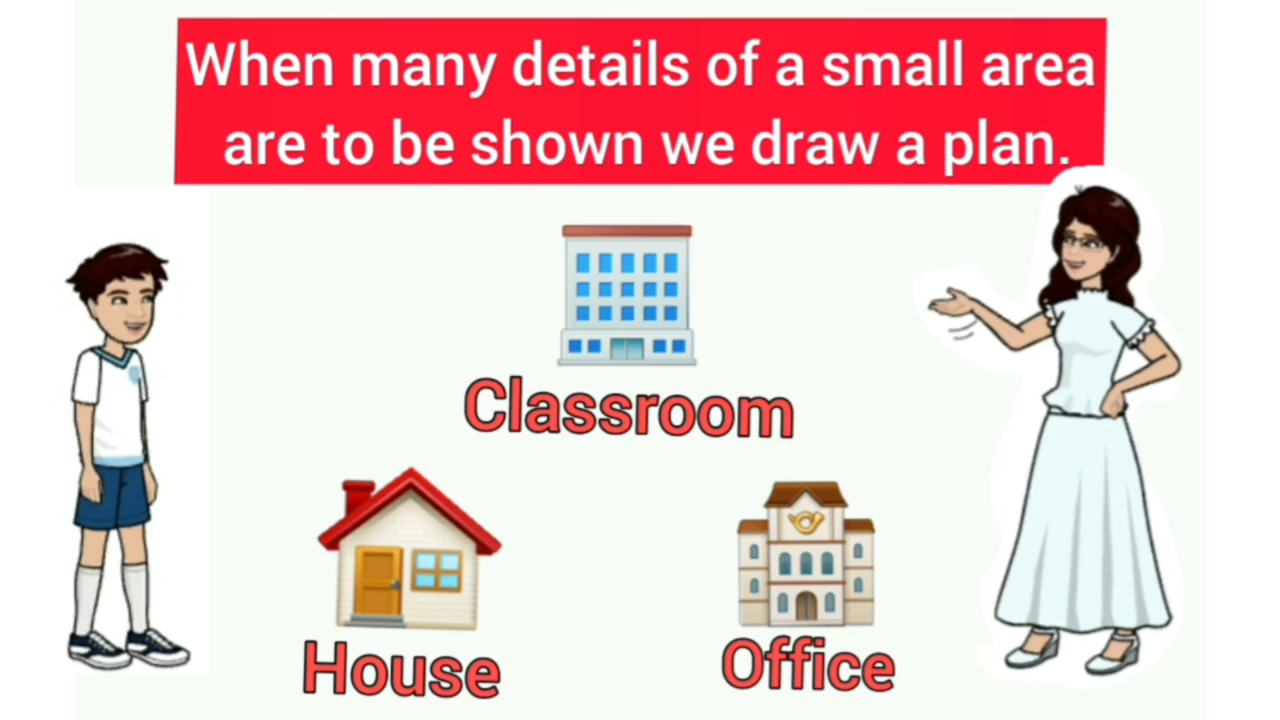 When many details of a small area
are to be shown we draw a plan.
Classroom
House
Office